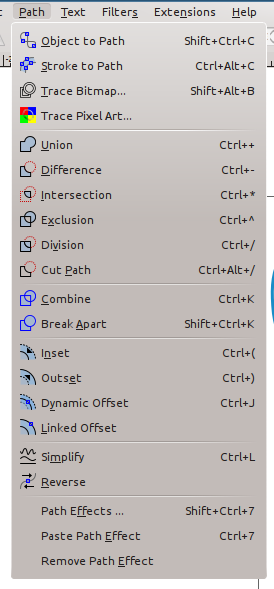 Path Text Filters Extensions Help
Object to Path Shift+Ctrl+C
Stroke to Path Ctrl+Alt+C
Trace Bitmap... Shift+Alt+B
Trace Pixel Art...
Union Ctrl++
Difference Ctrl+-
Intersection Ctrl+*
Exclusion Ctrl+^
Division Ctrl+/
Cut Path Ctrl+Alt+/
Combine Ctrl+K
Break Apart Shift+Ctrl+K
Inset Ctrl+(
Outset Ctrl+)
Dynamic Offset Ctrl+J
Linked Offset
Simplify Ctrl+L
Reverse
Path Effects ... Shift+Ctrl+7
Paste Path Effect Ctrl+7
Remove Path Effect